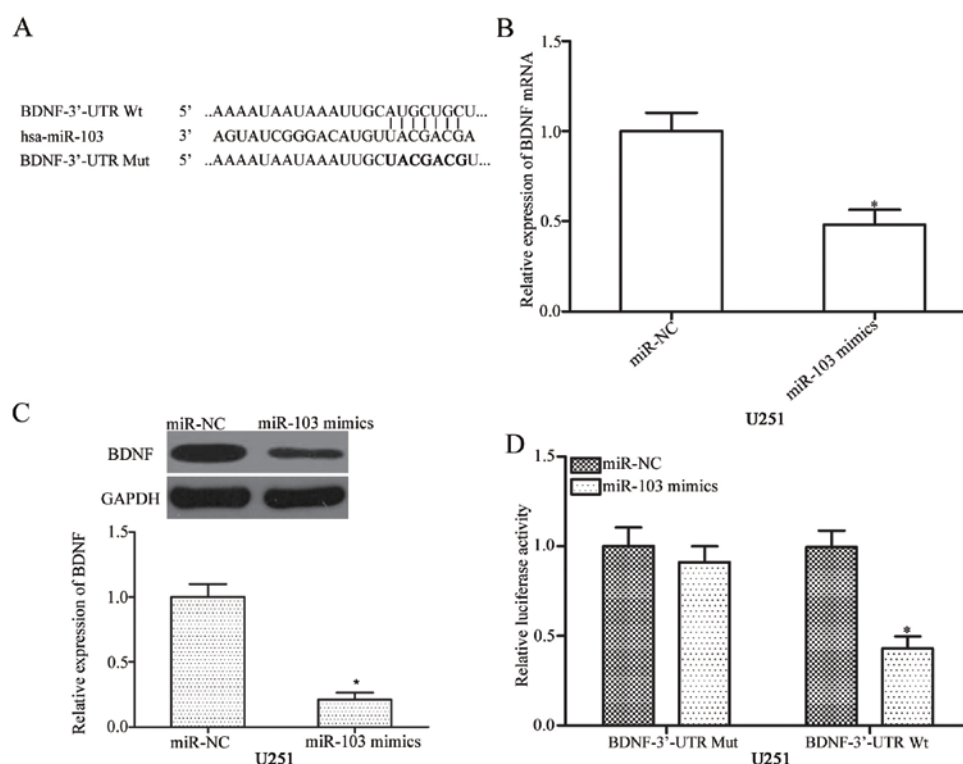 A
BDNF-3'-UTR Wt 5' ..AAAAUAAUAAAUUGCAUGCUGCU...
hsa-miR-103 3' AGUAUCGGGACAUGUUACGACGA
BDNF-3'-UTR Mut 5' ..AAAAUAAUAAAUUGCUACGACGU...
B
Relative expression of BDNF mRNA
1.5
1.0
0.5
0.0
*
miR-NC
miR-103 mimics
U251
C
miR-NC miR-103 mimics
BDNF
GAPDH
Relative expression of BDNF
1.5
1.0
0.5
0.0
*
miR-NC miR-103 mimics
U251
D
miR-NC
miR-103 mimics
Relative luciferase activity
1.5
1.0
0.5
0.0
*
BDNF-3'-UTR Mut BDNF-3'-UTR Wt
U251